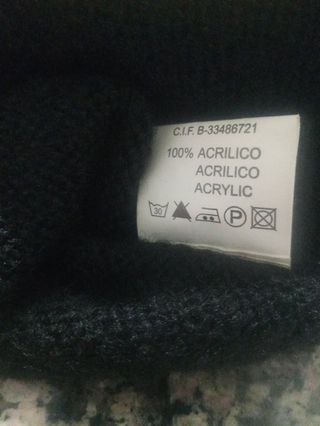 C.I.F. B-33486721
100% ACRILICO
ACRILICO
ACRYLIC
30 P